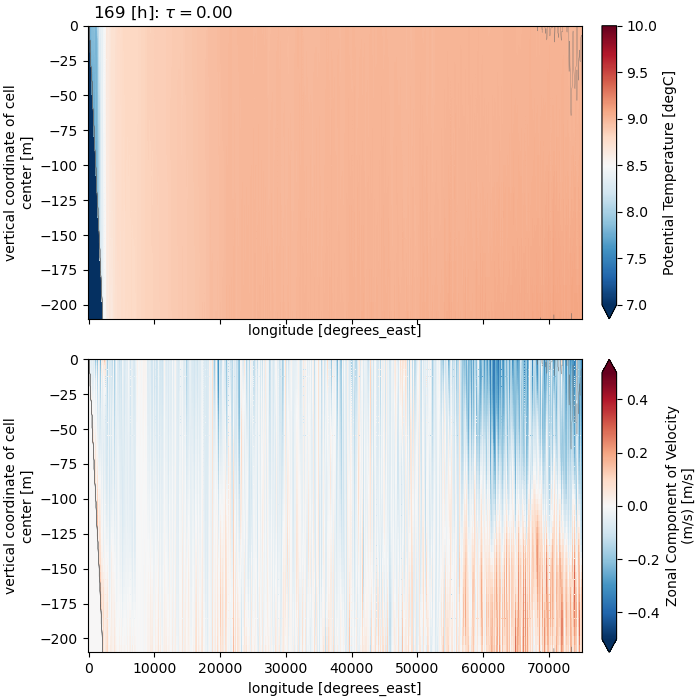 169 [h]: τ = 0.00
0
−25
−50
−75
−100
−125
−150
−175
−200
vertical coordinate of cell
center [m]
longitude [degrees_east]
10.0
9.5
9.0
8.5
8.0
7.5
7.0
Potential Temperature [degC]
0
−25
−50
−75
−100
−125
−150
−175
−200
vertical coordinate of cell
center [m]
0 10000 20000 30000 40000 50000 60000 70000
longitude [degrees_east]
0.4
0.2
0.0
−0.2
−0.4
Zonal Component of Velocity
(m/s) [m/s]